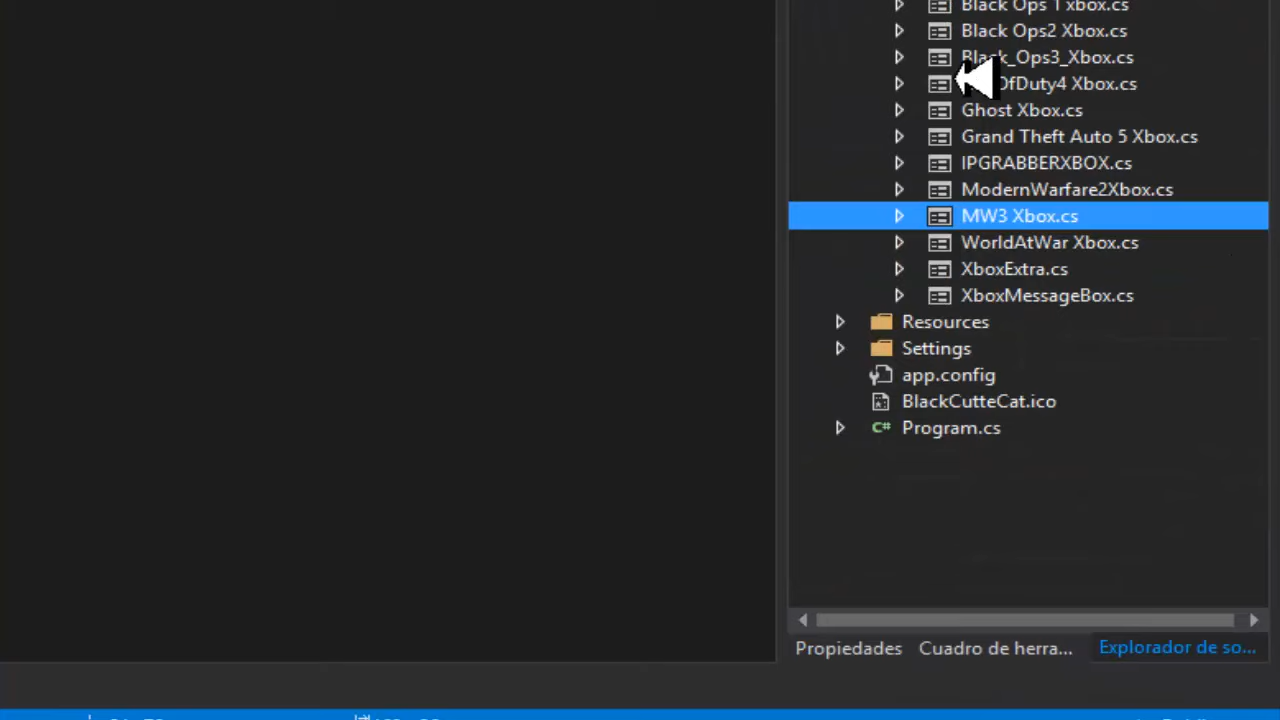 Black Ops 1 xbox.cs
Black Ops2 Xbox.cs
Black_Ops3_Xbox.cs
OfDuty4 Xbox.cs
Ghost Xbox.cs
Grand Theft Auto 5 Xbox.cs
IPGRABBERXBOX.cs
ModernWarfare2Xbox.cs
MW3 Xbox.cs
WorldAtWar Xbox.cs
XboxExtra.cs
XboxMessageBox.cs
Resources
Settings
app.config
BlackCutteCat.ico
C# Program.cs
Propiedades Cuadro de herra... Explorador de so...